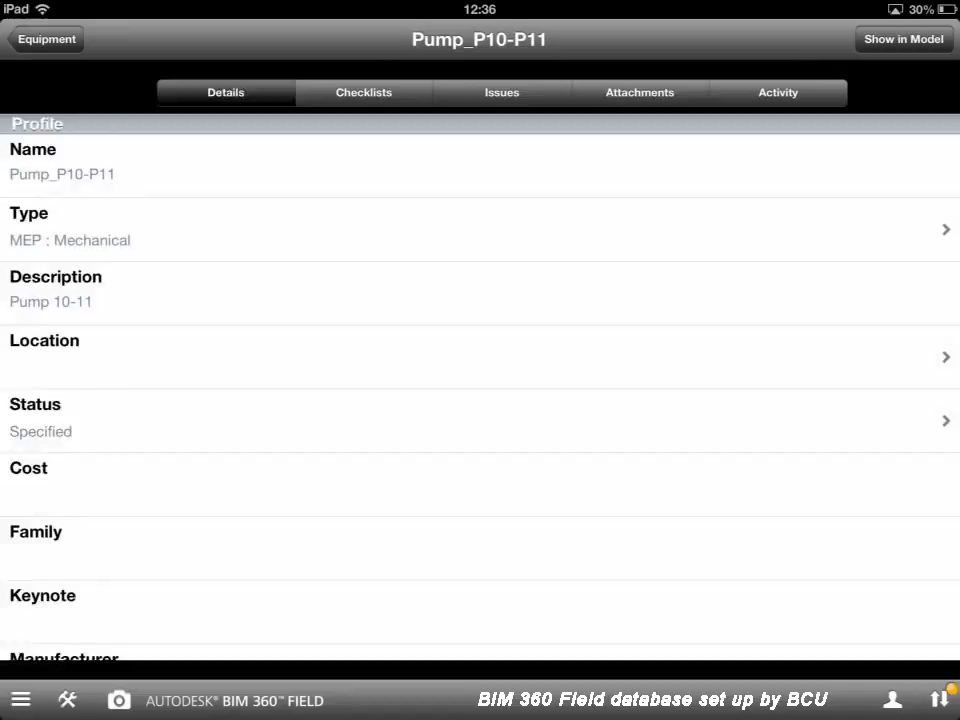 iPad 12:36 30%
Equipment Pump_P10-P11 Show in Model
Details Checklists Issues Attachments Activity
Profile
Name
Pump_P10-P11
Type
MEP : Mechanical
Description
Pump 10-11
Location
Status
Specified
Cost
Family
Keynote
Manufacturer
AUTODESK® BIM 360™ FIELD BIM 360 Field database set up by BCU